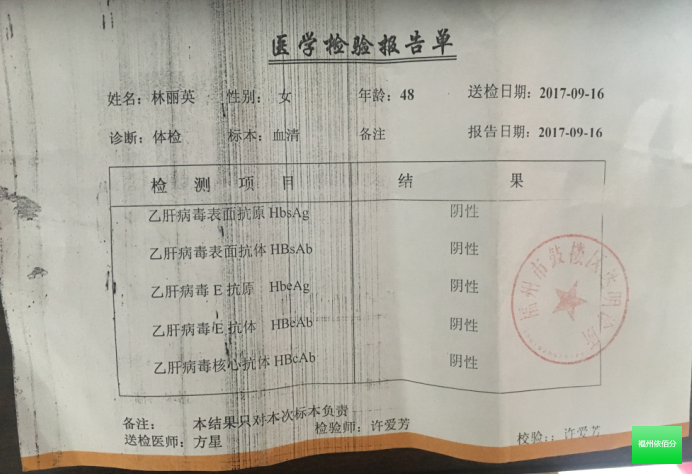 医学检验报告单
姓名：林丽英 性别：女 年龄：48 送检日期：2017-09-16
诊断：体检 标本：血清 备注 报告日期：2017-09-16
检 测 项 目 结 果
乙肝病毒表面抗原 HbsAg 阴性
乙肝病毒表面抗体 HBsAb 阴性
乙肝病毒 E 抗原 HbeAg 阴性
乙肝病毒 E 抗体 HBeAb 阴性
乙肝病毒核心抗体 HBcAb 阴性
备注： 本结果只对本次标本负责
送检医师：方星 检验师：许爱芳 校验：：许爱芳
福州市鼓楼区
福州依佰分